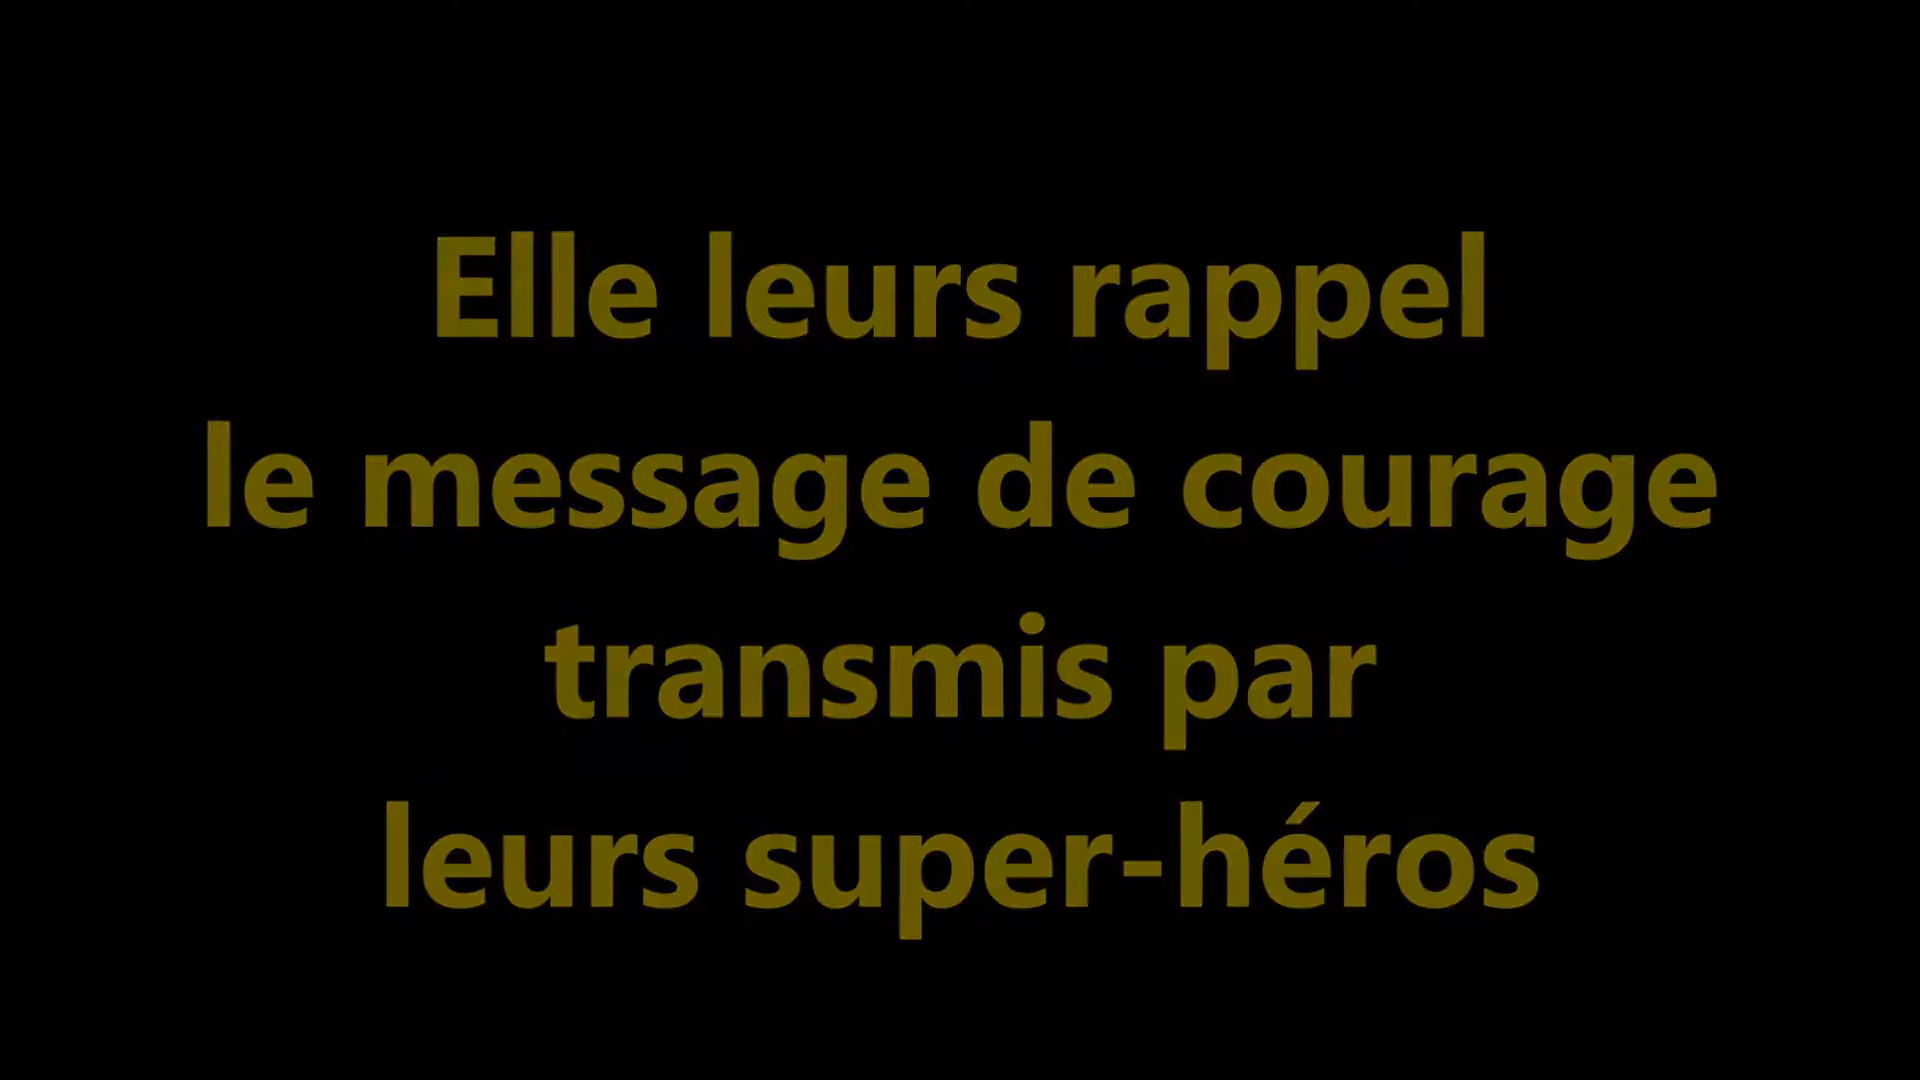 Elle leurs rappel
le message de courage
transmis par
leurs super-héros